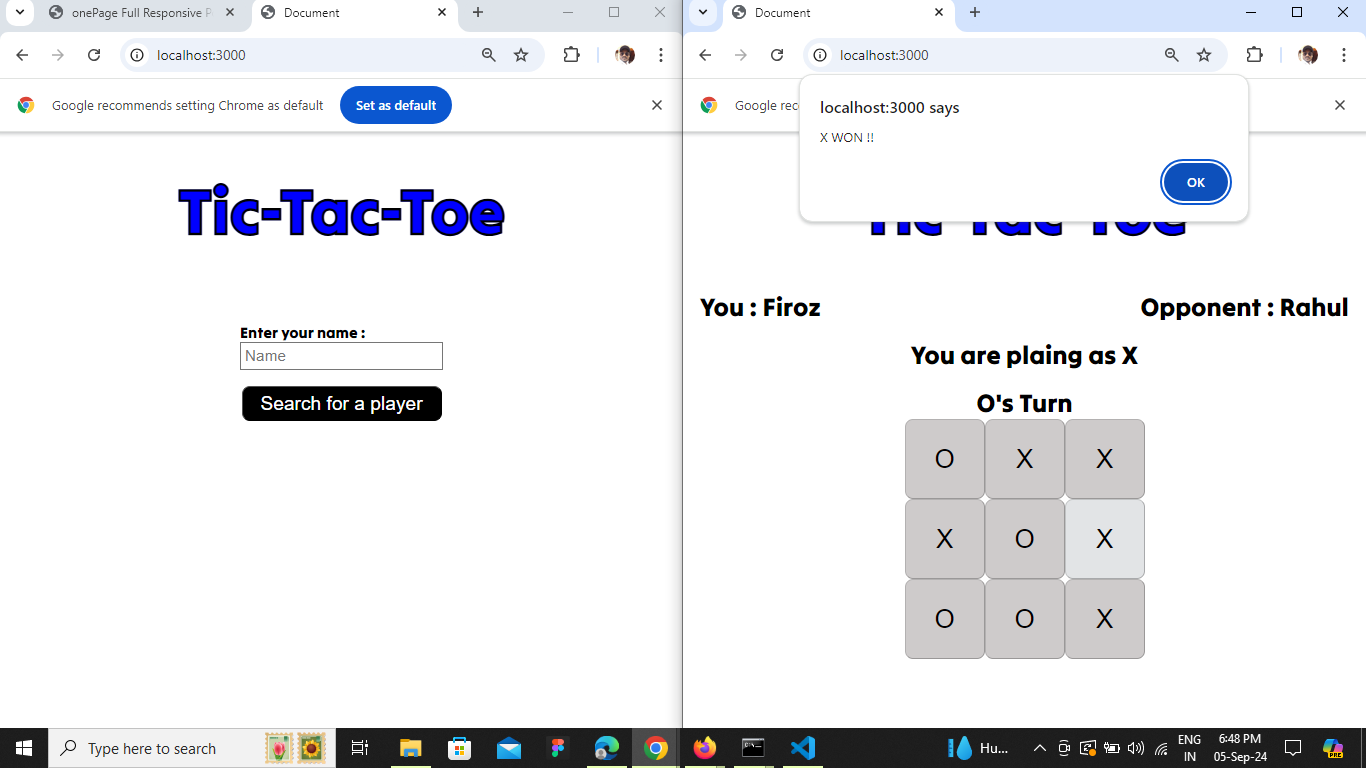 onePage Full Responsive P
Document
localhost:3000
Google recommends setting Chrome as default
Set as default
Tic-Tac-Toe
Enter your name :
Name
Search for a player
Document
localhost:3000
Google rec
localhost:3000 says
X WON !!
OK
Tic-Tac-Toe
You : Firoz
Opponent : Rahul
You are plaing as X
O's Turn
O X X
X O X
O O X
Type here to search
Hu...
ENG
IN
6:48 PM
05-Sep-24
PRE